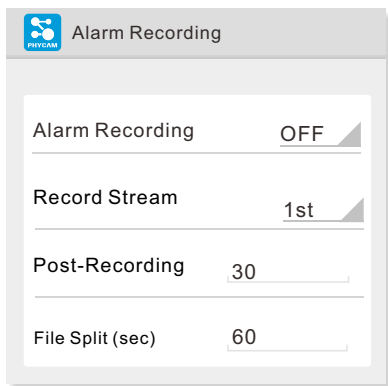 PHYCAM
Alarm Recording
Alarm Recording OFF
Record Stream 1st
Post-Recording 30
File Split (sec) 60